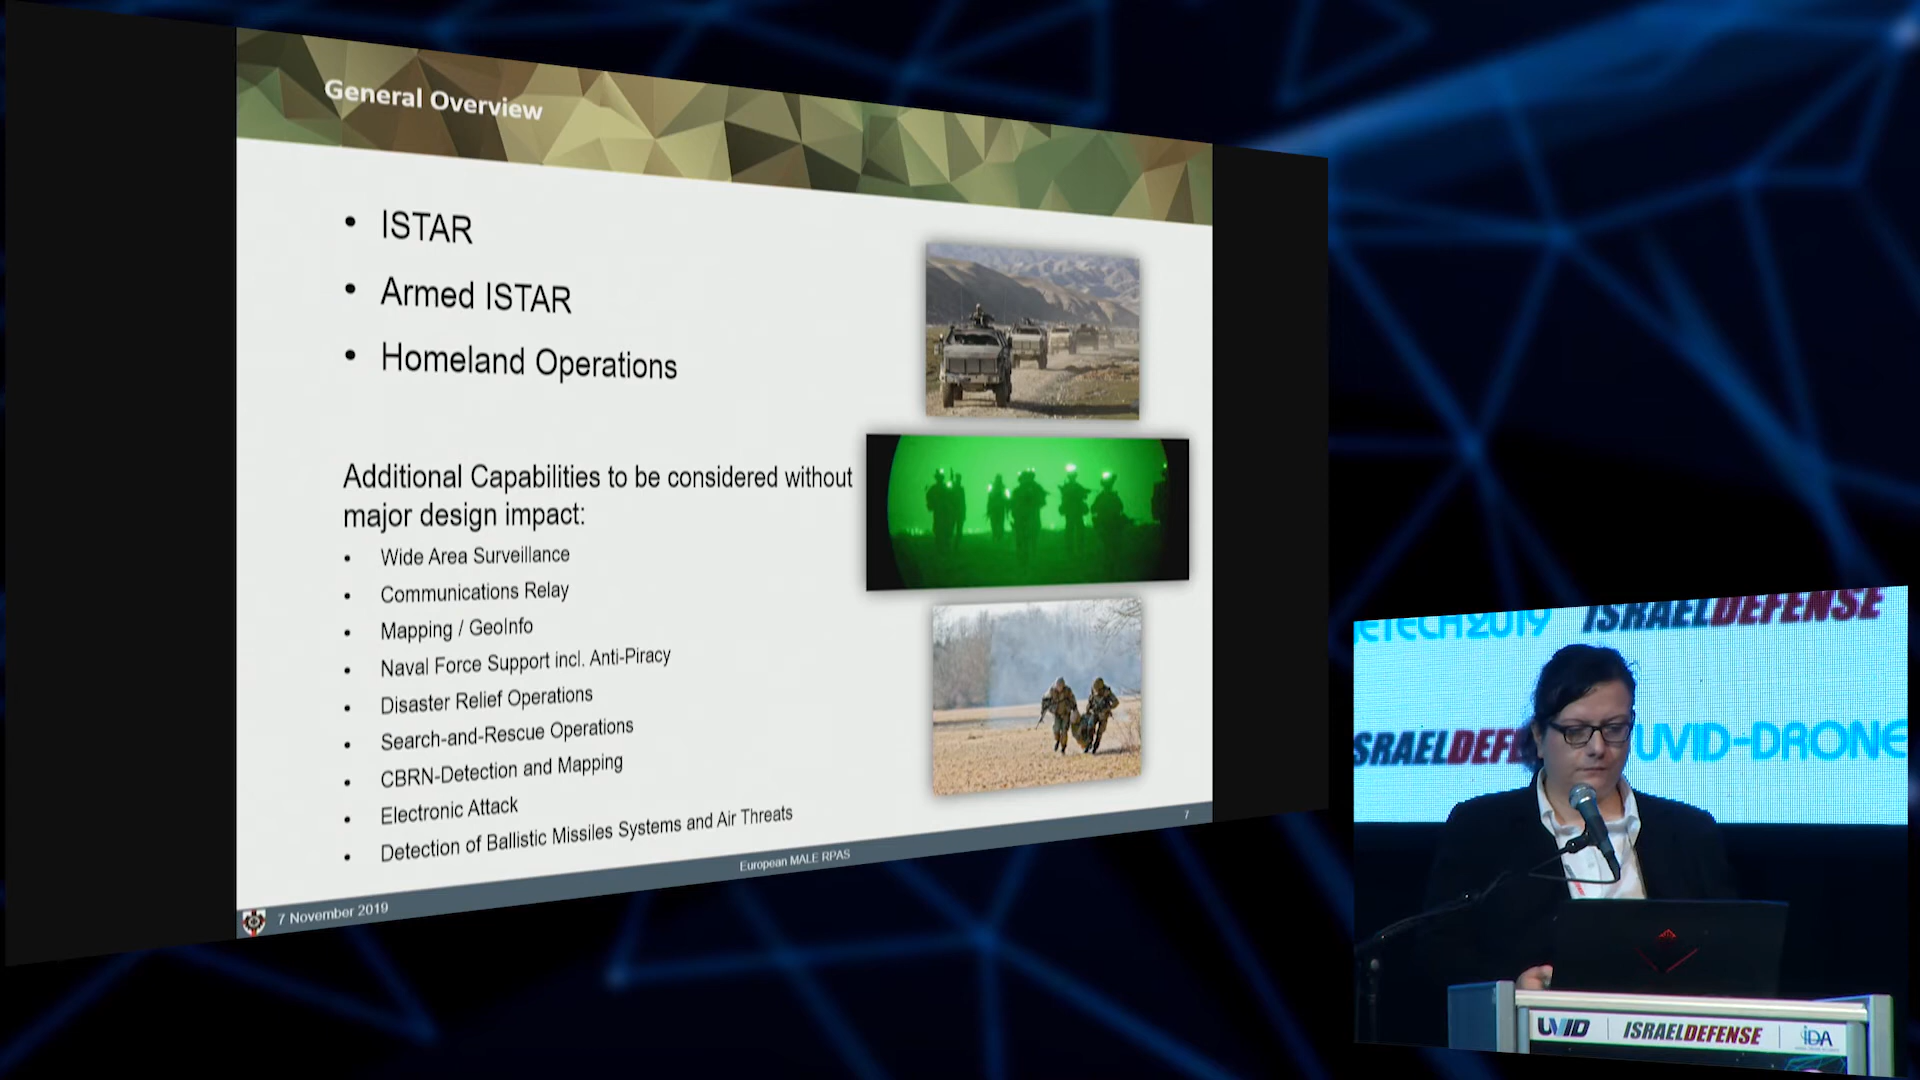 General Overview
• ISTAR
• Armed ISTAR
• Homeland Operations
Additional Capabilities to be considered without
major design impact:
• Wide Area Surveillance
• Communications Relay
• Mapping / GeoInfo
• Naval Force Support incl. Anti-Piracy
• Disaster Relief Operations
• Search-and-Rescue Operations
• CBRN-Detection and Mapping
• Electronic Attack
• Detection of Ballistic Missiles Systems and Air Threats
7
European MALE RPAS
7 November 2019
ETECH2019 ISRAELDEFENSE
SRAELDEFE UVID-DRONE
UVID ISRAELDEFENSE iDA